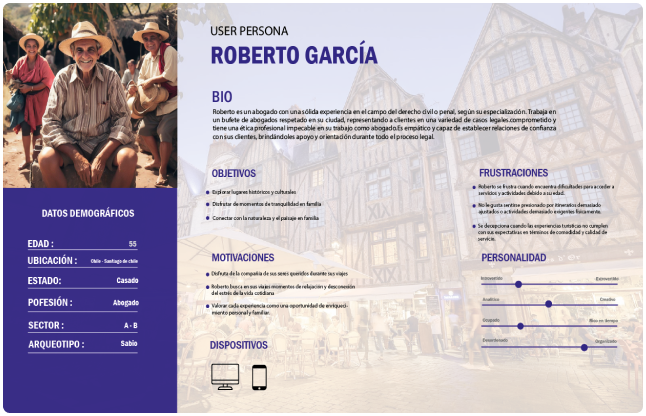 USER PERSONA
ROBERTO GARCÍA
BIO
Roberto es un abogado con una sólida experiencia en el campo del derecho civil o penal, según su especialización. Trabaja en
un bufete de abogados respetado en su ciudad, representando a clientes en una variedad de casos legales.comprometido y
tiene una ética profesional impecable en su trabajo como abogado.Es empático y capaz de establecer relaciones de confianza
con sus clientes, brindándoles apoyo y orientación durante todo el proceso legal.
OBJETIVOS
Explorar lugares históricos y culturales
Disfrutar de momentos de tranquilidad en familia
Conectar con la naturaleza y el paisaje en familia
MOTIVACIONES
Disfruta de la compañía de sus seres queridos durante sus viajes
Roberto busca en sus viajes momentos de relajación y desconexión
del estrés de la vida cotidiana
Valorar cada experiencia como una oportunidad de enriqueci-
miento personal y familiar.
DISPOSITIVOS
FRUSTRACIONES
Roberto se frustra cuando encuentra dificultades para acceder a
servicios y actividades debido a su edad.
No le gusta sentirse presionado por itinerarios demasiado
ajustados o actividades demasiado exigentes físicamente.
Se decepciona cuando las experiencias turísticas no cumplen
con sus expectativas en términos de comodidad y calidad de
servicio.
PERSONALIDAD
Introvertido Extrovertido
Analítico Creativo
Ocupado Rico en tiempo
Desordenado Organizado
DATOS DEMOGRÁFICOS
EDAD : 55
UBICACIÓN : Chile - Santiago de chile
ESTADO: Casado
POFESIÓN : Abogado
SECTOR : A - B
ARQUEOTIPO : Sabio